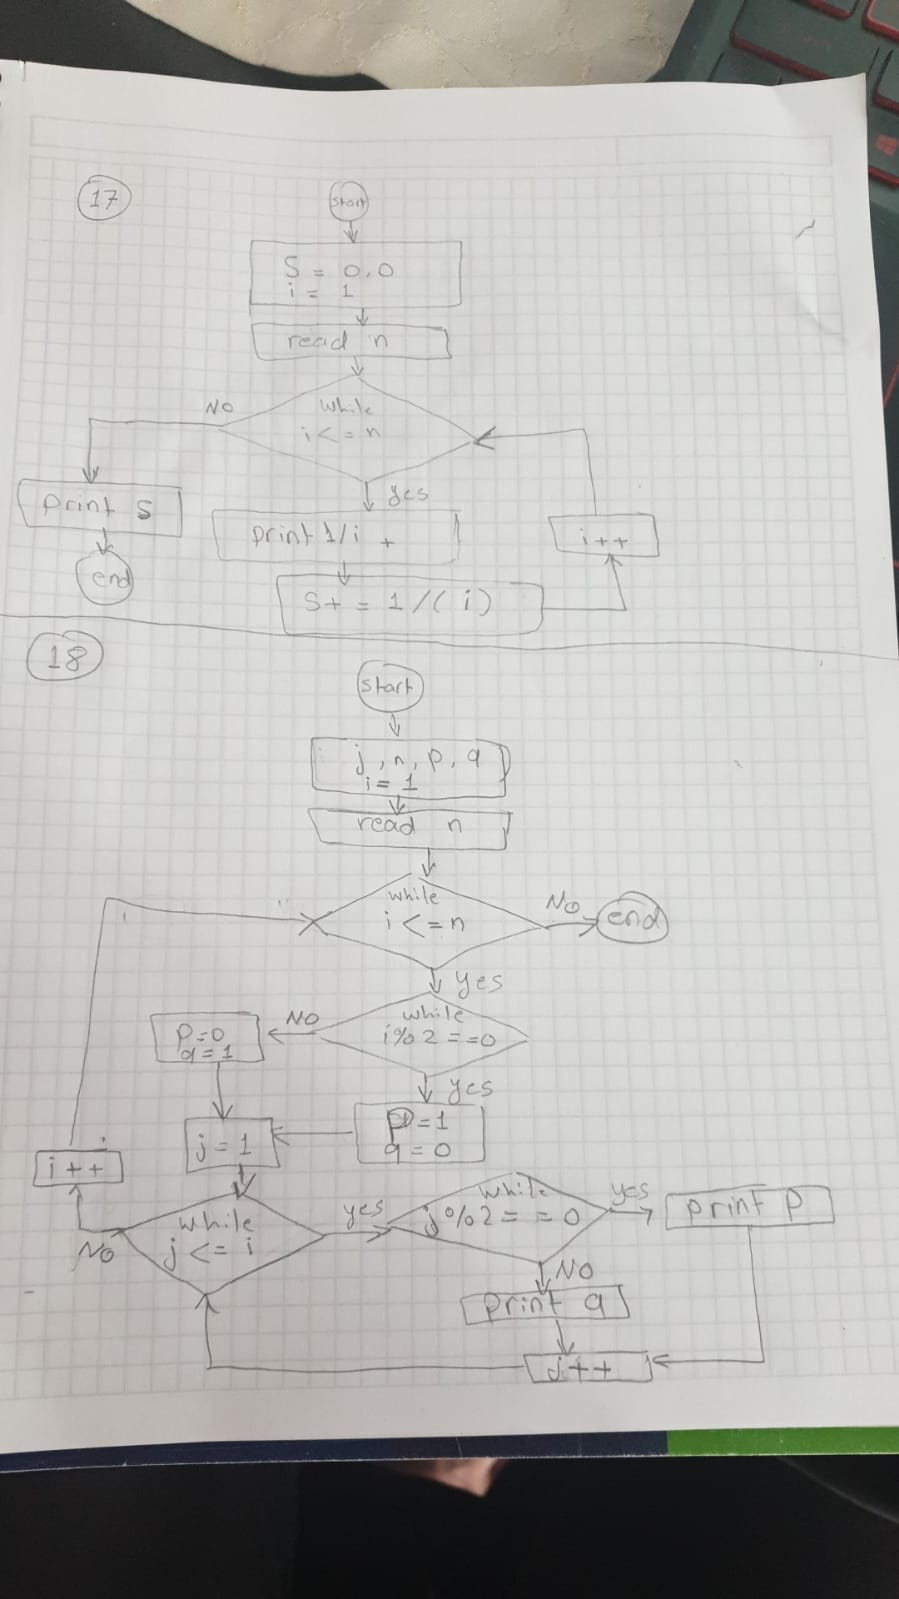 17
Start
S = 0.0
i = 1
read n
while
i <= n
NO
yes
print S
end
print 1/i +
S+ = 1/(i)
i++
18
start
j, n, p, q
i = 1
read n
while
i <= n
NO
end
yes
while
i%2 ==0
NO
P=0
q=1
yes
P=1
q=0
j=1
i++
while
j <= i
NO
yes
while
j%2 = = 0
yes
print P
NO
print q
j++